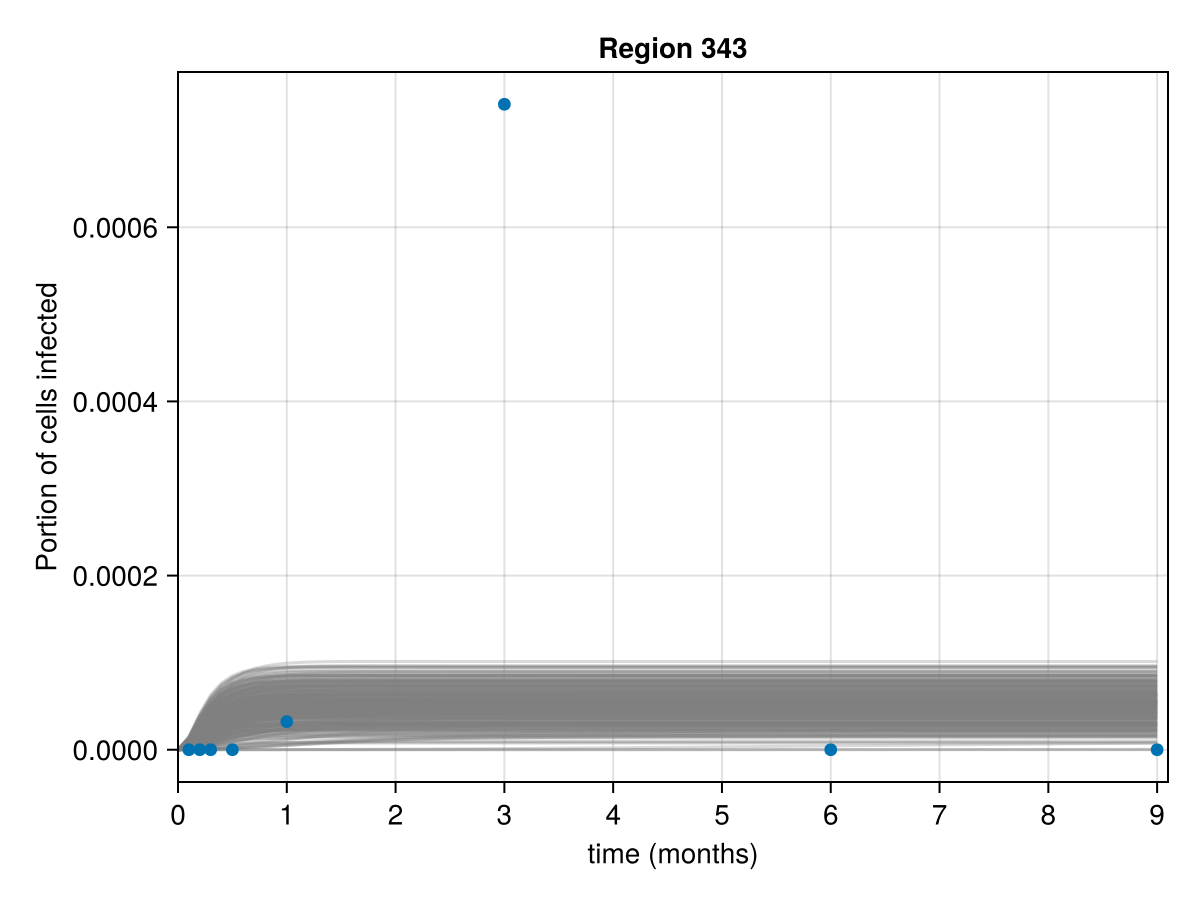 Region 343
Portion of cells infected
0.0006
0.0004
0.0002
0.0000
0 1 2 3 4 5 6 7 8 9
time (months)